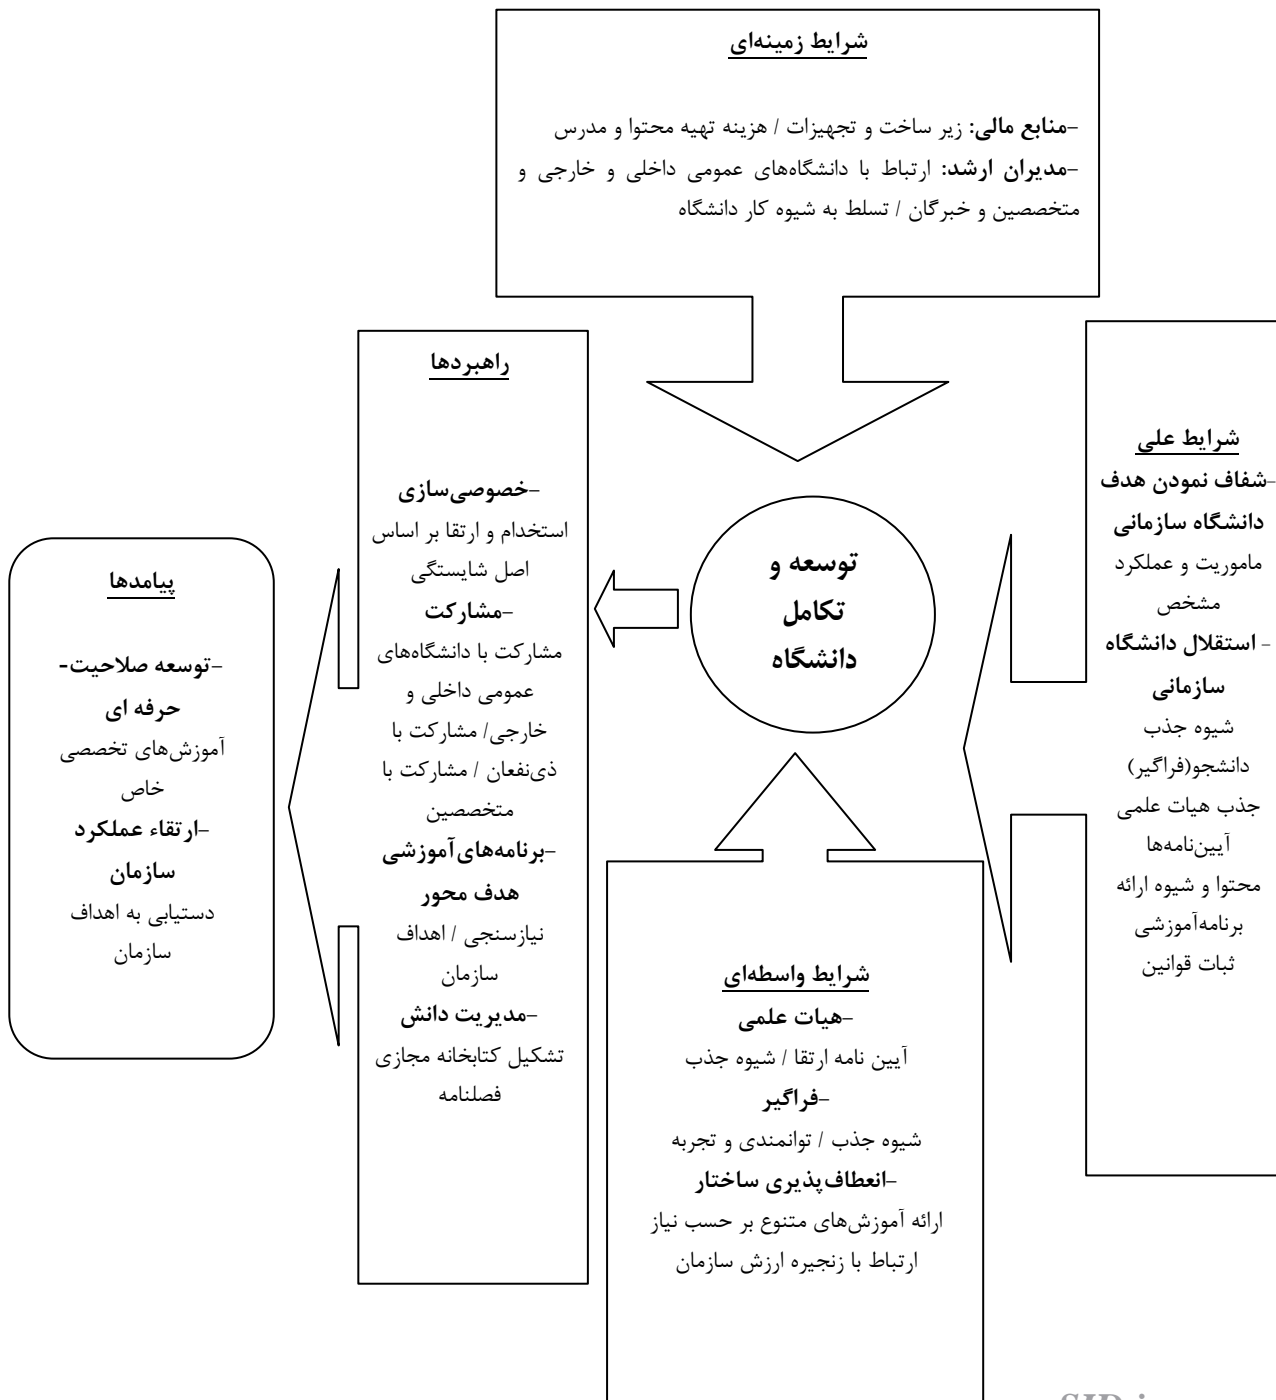 شرایط زمینه‌ای
-منابع مالی: زیر ساخت و تجهیزات / هزینه تهیه محتوا و مدرس
-مدیران ارشد: ارتباط با دانشگاه‌های عمومی داخلی و خارجی و
متخصصین و خبرگان / تسلط به شیوه کار دانشگاه
شرایط علی
-شفاف نمودن هدف
دانشگاه سازمانی
ماموریت و عملکرد
مشخص
- استقلال دانشگاه
سازمانی
شیوه جذب
دانشجو(فراگیر)
جذب هیات علمی
آیین‌نامه‌ها
محتوا و شیوه ارائه
برنامه‌آموزشی
ثبات قوانین
توسعه و
تکامل
دانشگاه
شرایط واسطه‌ای
-هیات علمی
آیین نامه ارتقا / شیوه جذب
-فراگیر
شیوه جذب / توانمندی و تجربه
-انعطاف‌پذیری ساختار
ارائه آموزش‌های متنوع بر حسب نیاز
ارتباط با زنجیره ارزش سازمان
راهبردها
-خصوصی‌سازی
استخدام و ارتقا بر اساس
اصل شایستگی
-مشارکت
مشارکت با دانشگاه‌های
عمومی داخلی و
خارجی/ مشارکت با
ذی‌نفعان / مشارکت با
متخصصین
-برنامه‌های‌آموزشی
هدف محور
نیازسنجی / اهداف
سازمان
-مدیریت دانش
تشکیل کتابخانه مجازی
فصلنامه
پیامدها
-توسعه صلاحیت-
حرفه ای
آموزش‌های تخصصی
خاص
-ارتقاء عملکرد
سازمان
دستیابی به اهداف
سازمان